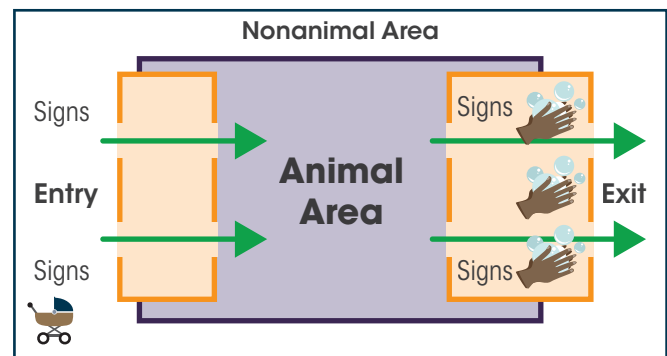 Nonanimal Area
Signs
Signs
Entry
Animal
Area
Exit
Signs
Signs